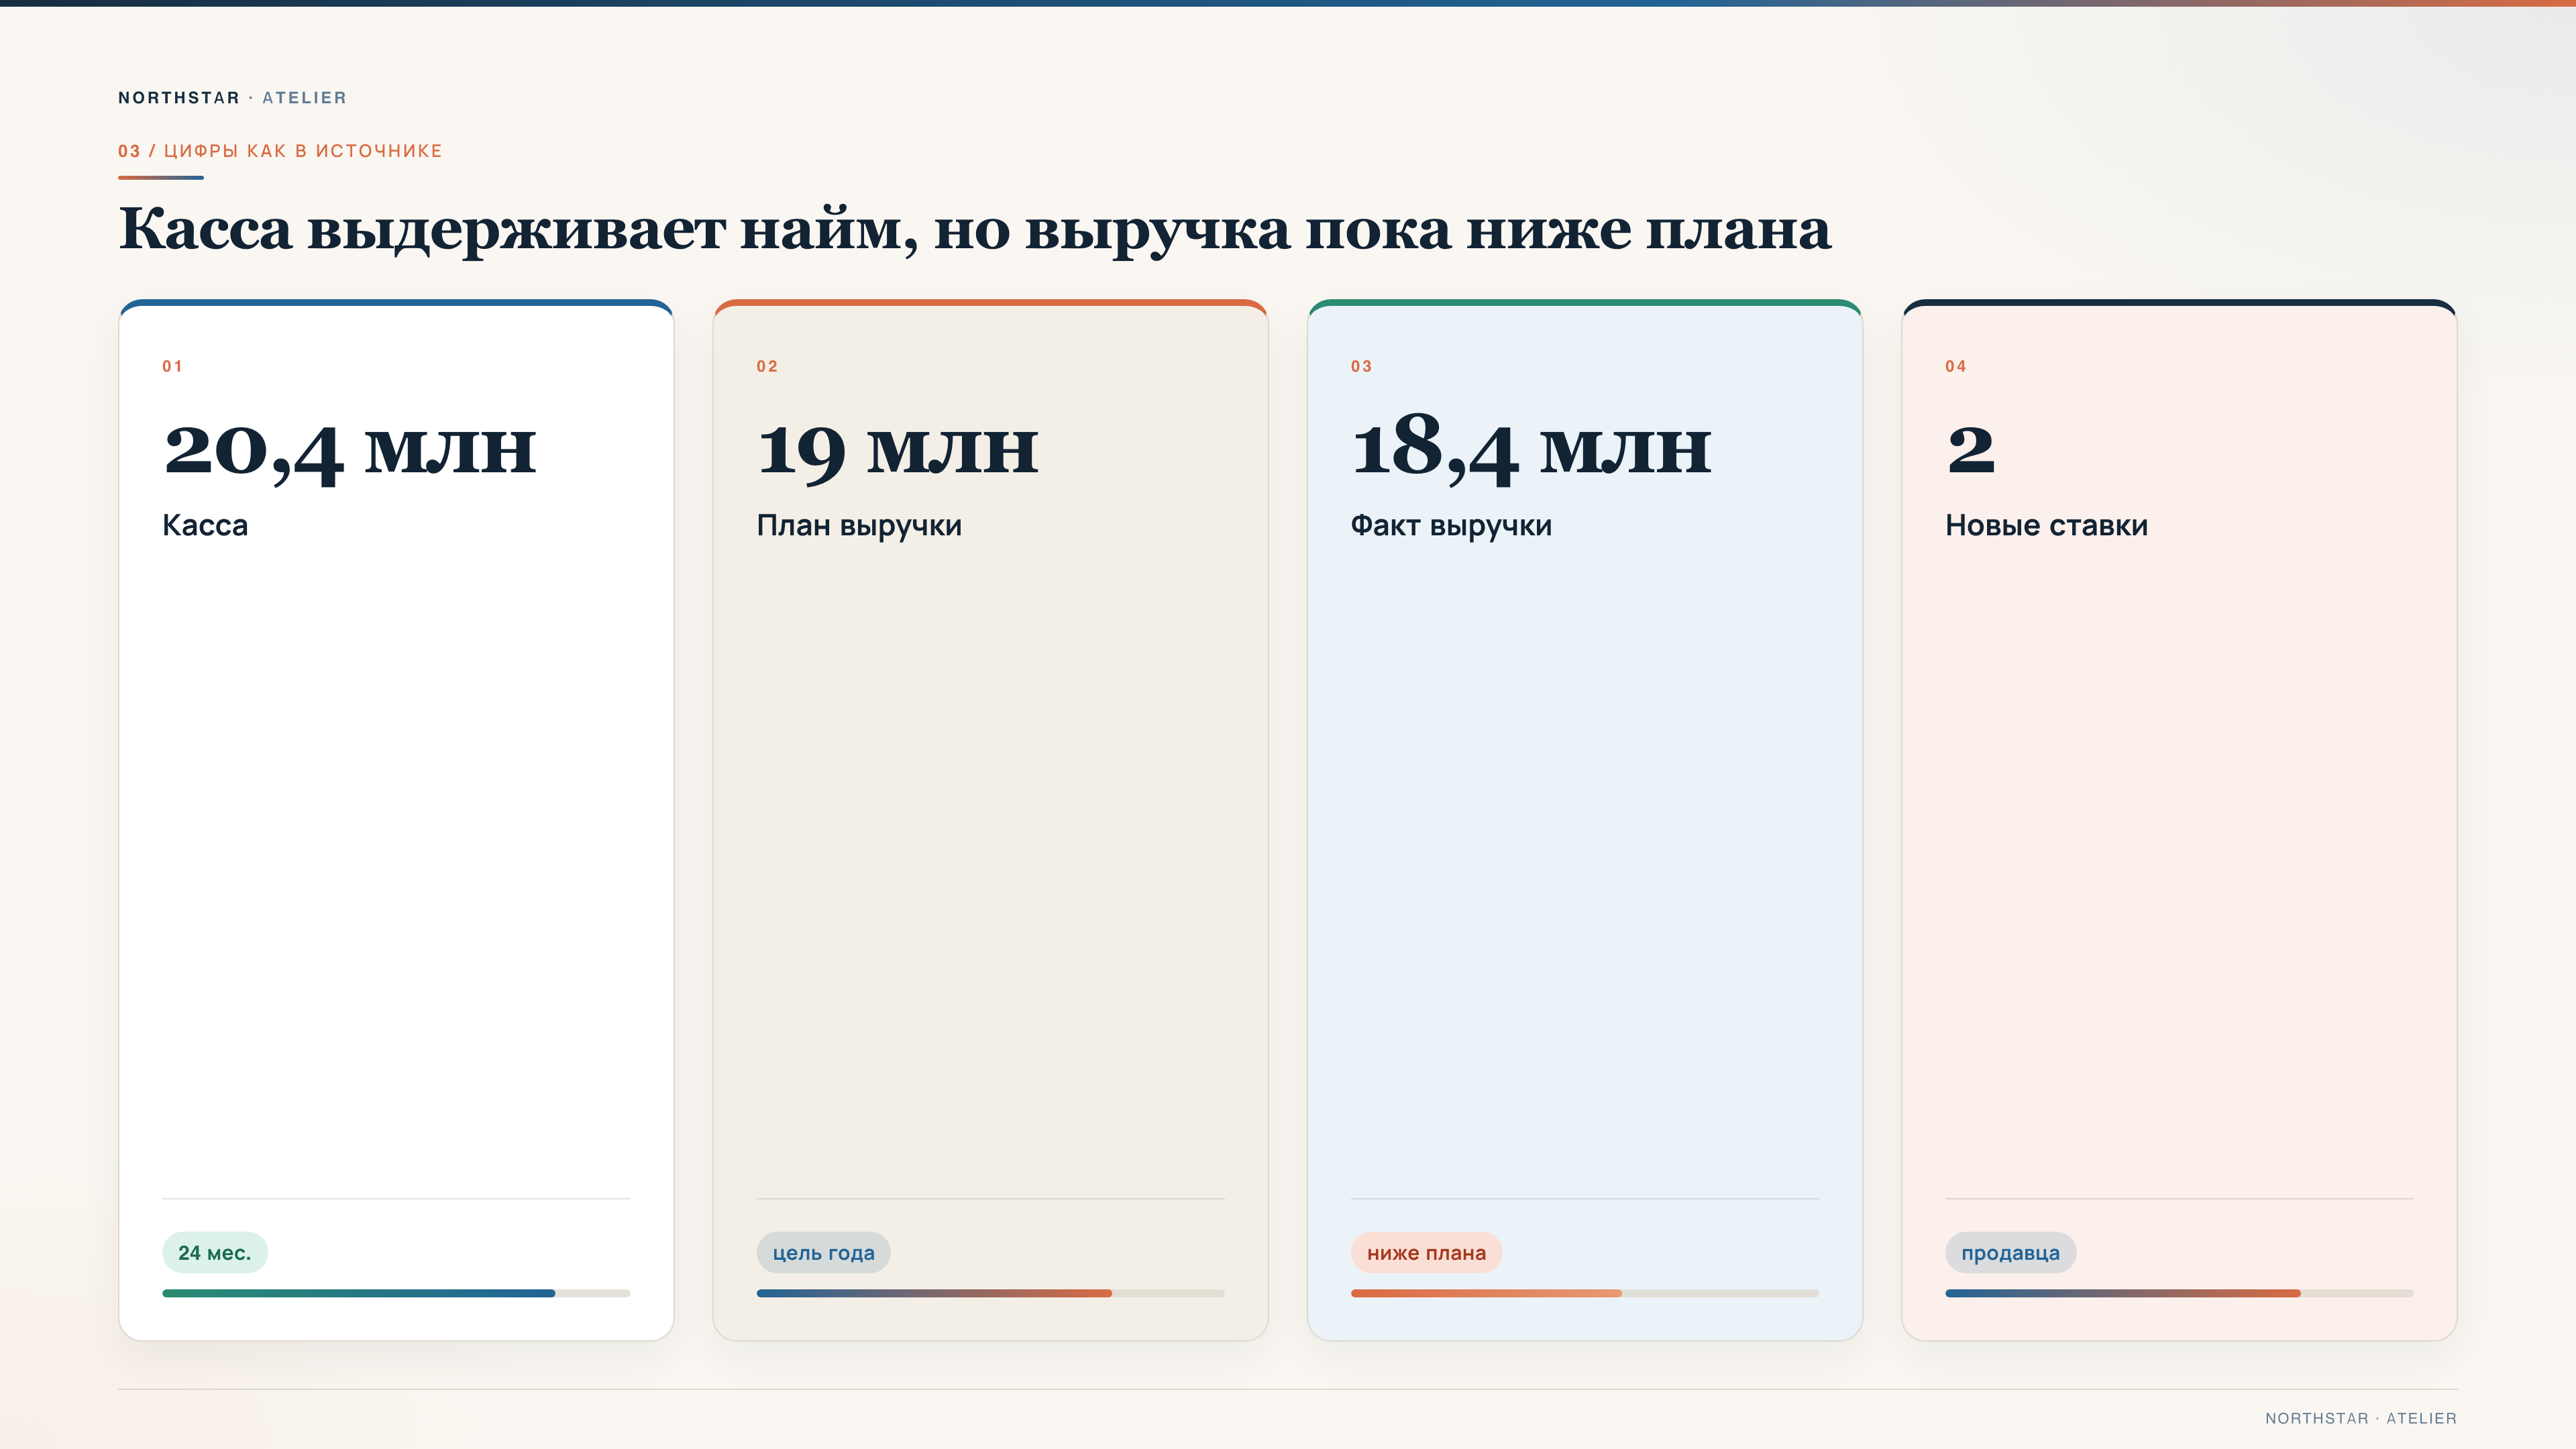 NORTHSTAR · ATELIER
03 / ЦИФРЫ КАК В ИСТОЧНИКЕ
Касса выдерживает найм, но выручка пока ниже плана
01
20,4 млн
Касса
24 мес.
02
19 млн
План выручки
цель года
03
18,4 млн
Факт выручки
ниже плана
04
2
Новые ставки
продавца
NORTHSTAR · ATELIER